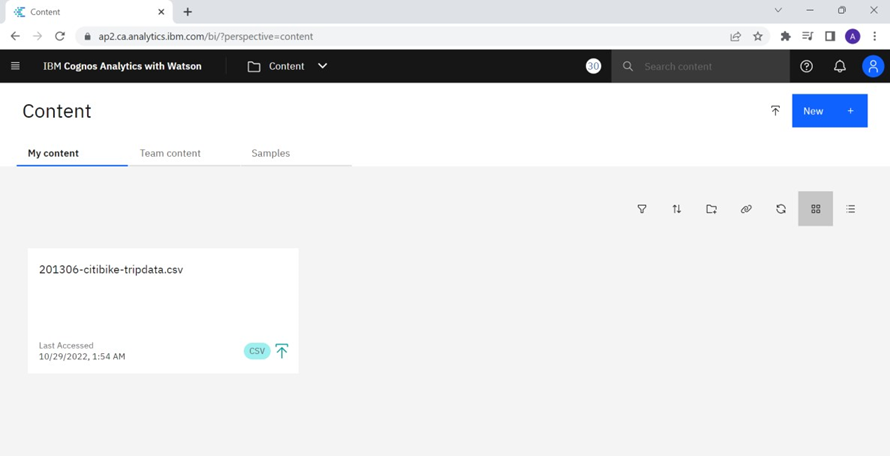 Content
ap2.ca.analytics.ibm.com/bi/?perspective=content
A
IBM Cognos Analytics with Watson
Content
30
Search content
Content
New +
My content
Team content
Samples
201306-citibike-tripdata.csv
Last Accessed
10/29/2022, 1:54 AM
CSV